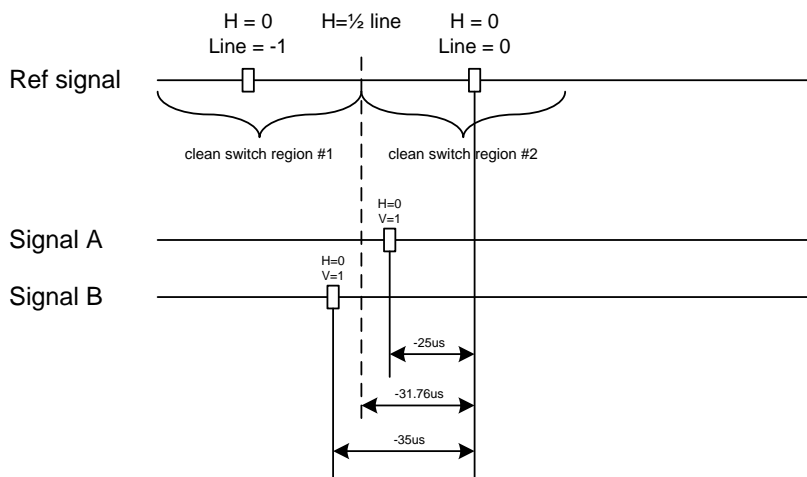 H = 0
Line = -1
H=½ line
H = 0
Line = 0
Ref signal
clean switch region #1
clean switch region #2
Signal A
H=0
V=1
Signal B
H=0
V=1
-25us
-31.76us
-35us